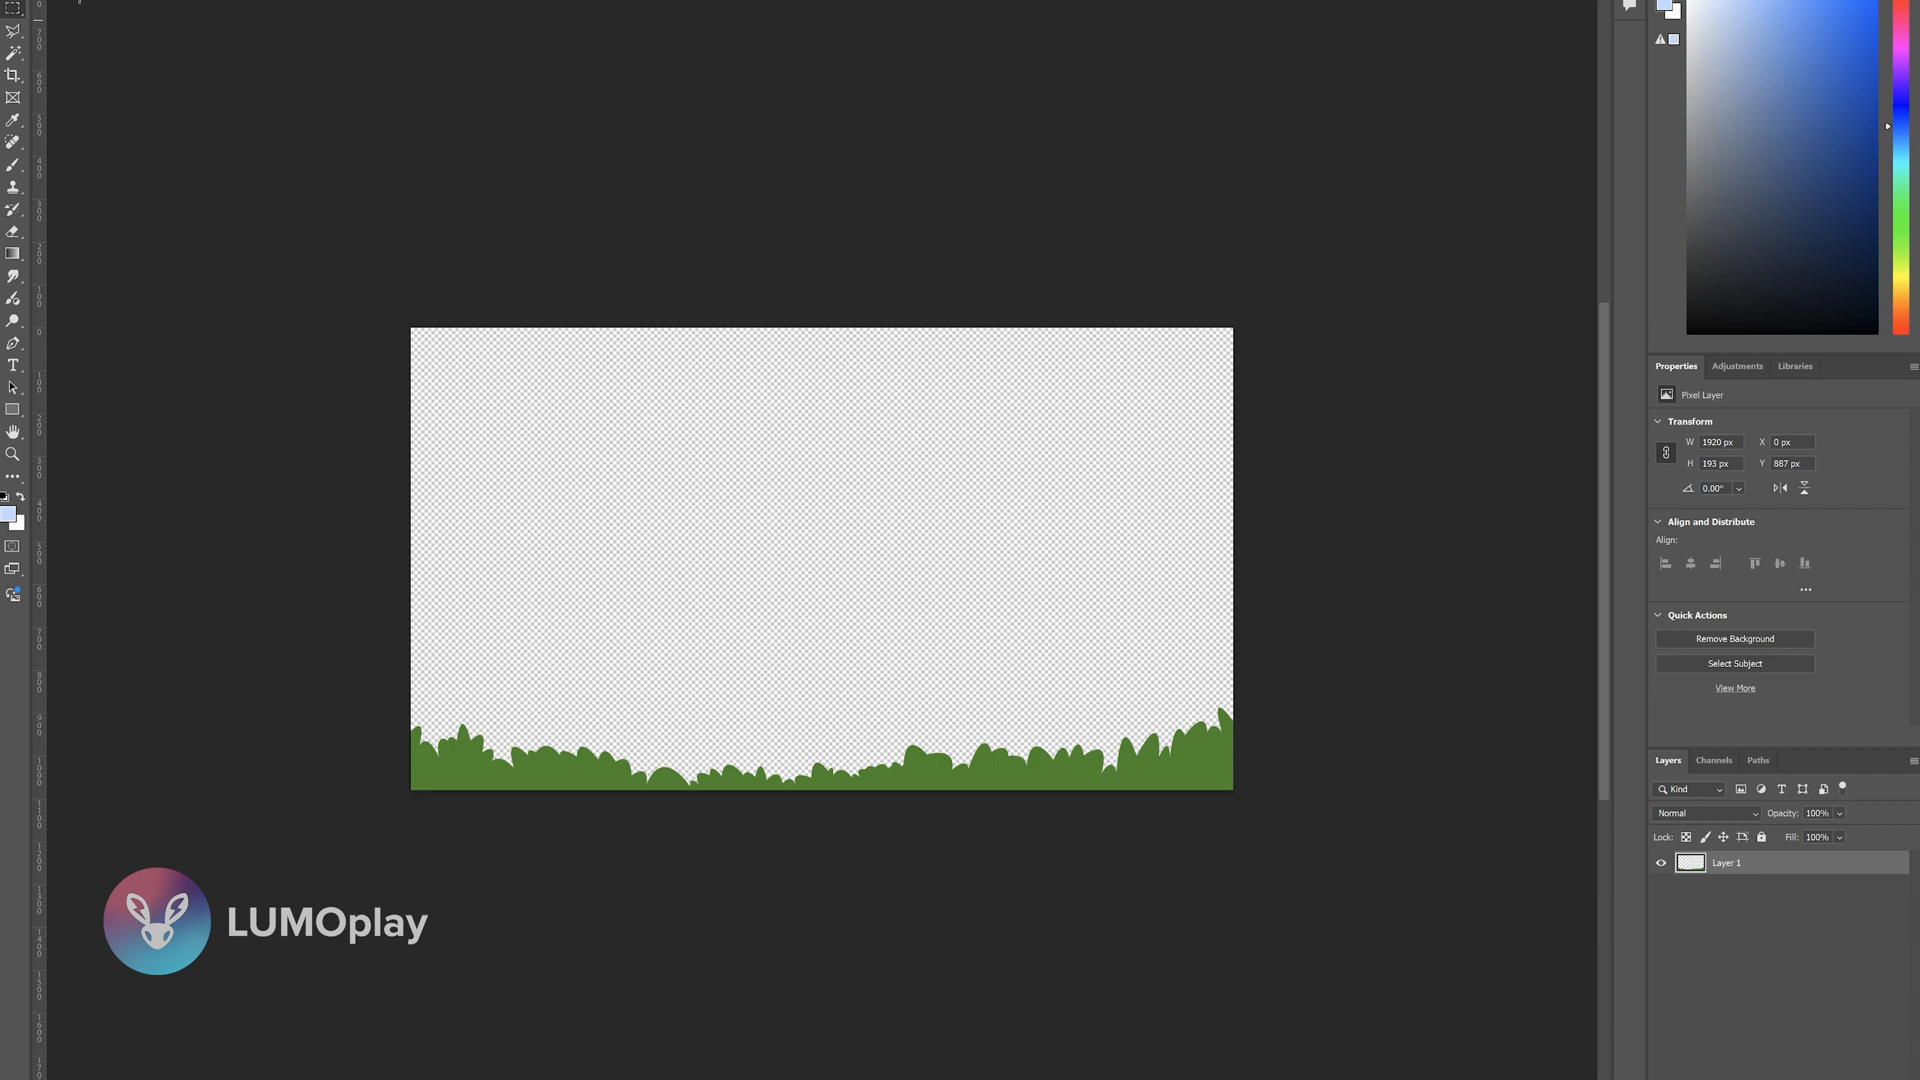 Properties
Adjustments
Libraries
Pixel Layer
Transform
W 1920 px X 0 px
H 193 px Y 887 px
0.00°
Align and Distribute
Align:
Quick Actions
Remove Background
Select Subject
View More
Layers
Channels
Paths
Kind
Normal
Opacity: 100%
Lock:
Fill: 100%
Layer 1
LUMOplay